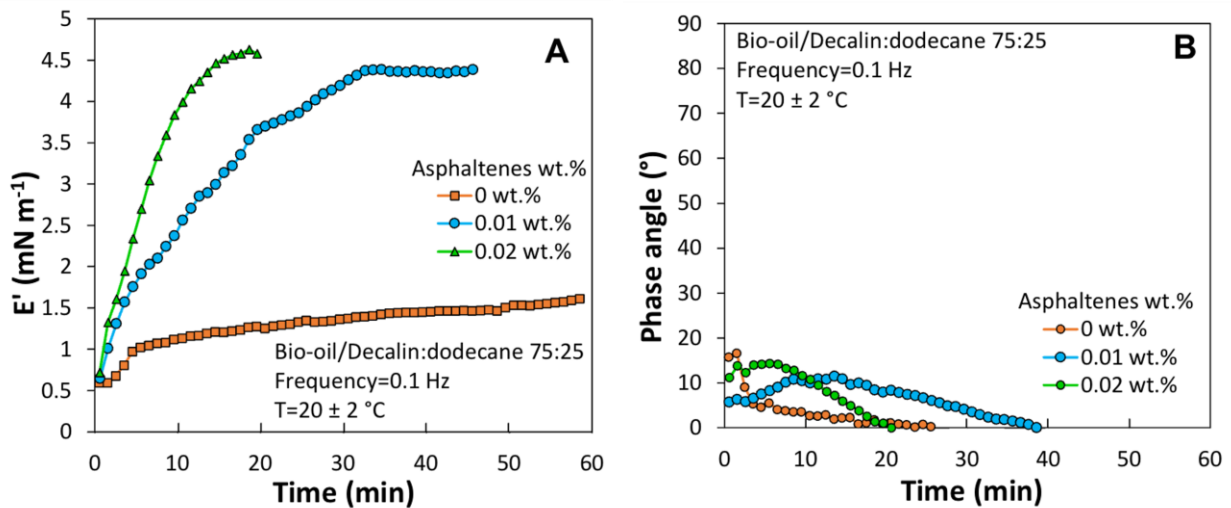 A
E' (mN m⁻¹)
5
4.5
4
3.5
3
2.5
2
1.5
1
0.5
0
Asphaltenes wt.%
0 wt.%
0.01 wt.%
0.02 wt.%
Bio-oil/Decalin:dodecane 75:25
Frequency=0.1 Hz
T=20 ± 2 °C
0 10 20 30 40 50 60
Time (min)
B
Phase angle (°)
90
80
70
60
50
40
30
20
10
0
Bio-oil/Decalin:dodecane 75:25
Frequency=0.1 Hz
T=20 ± 2 °C
Asphaltenes wt.%
0 wt.%
0.01 wt.%
0.02 wt.%
0 10 20 30 40 50 60
Time (min)